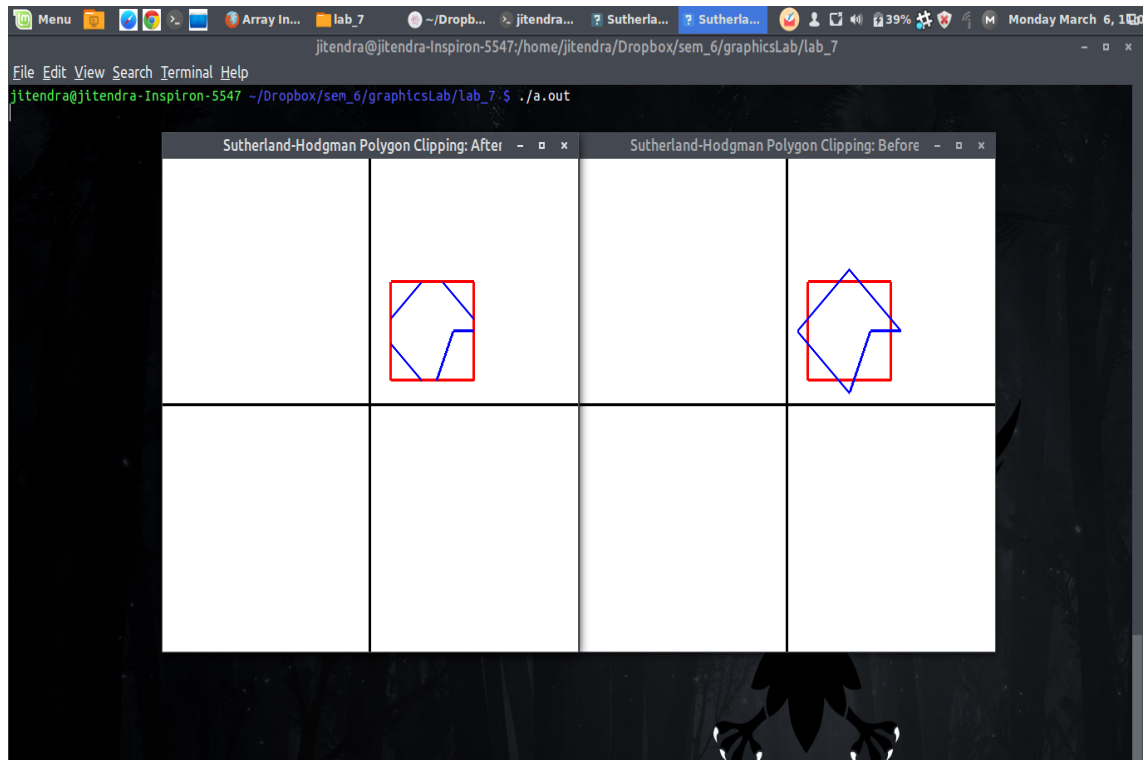 Menu Array In... lab_7 ~/Dropb... jitendra... Sutherla... Sutherla... 39% M Monday March 6,
jitendra@jitendra-Inspiron-5547:/home/jitendra/Dropbox/sem_6/graphicsLab/lab_7
File Edit View Search Terminal Help
jitendra@jitendra-Inspiron-5547 ~/Dropbox/sem_6/graphicsLab/lab_7 $ ./a.out
Sutherland-Hodgman Polygon Clipping: After
Sutherland-Hodgman Polygon Clipping: Before